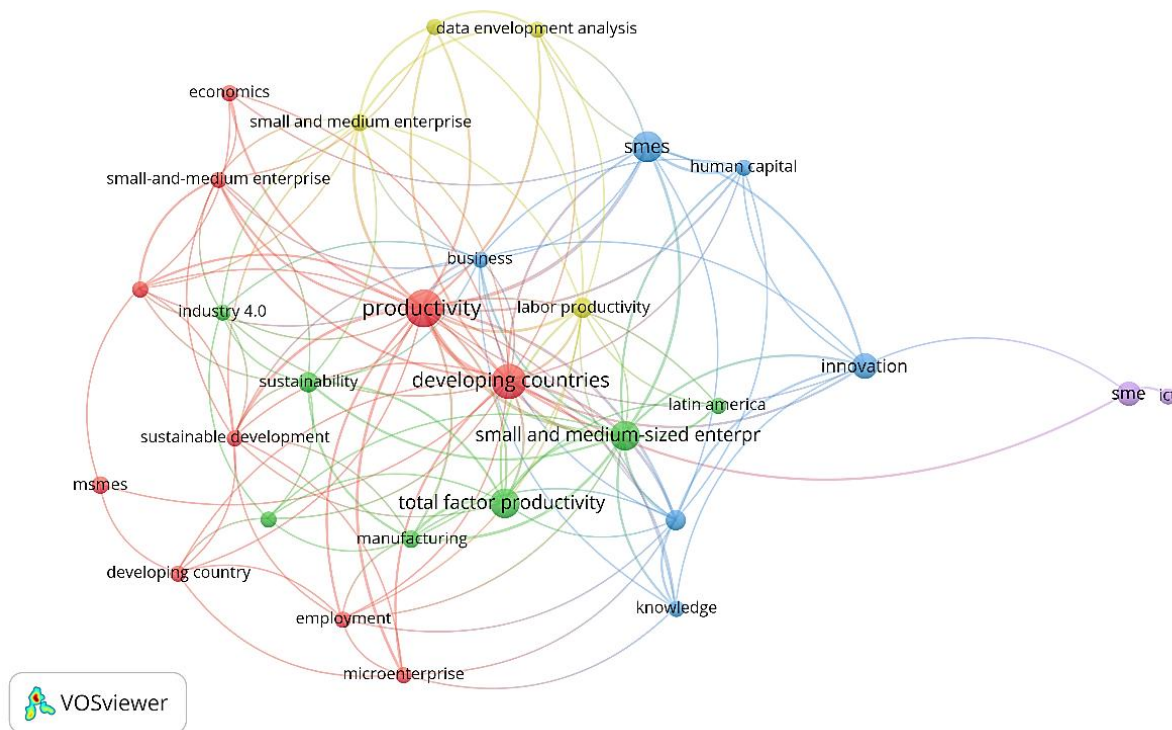 data envelopment analysis
economics
small and medium enterprise
smes
human capital
small-and-medium enterprise
business
productivity
labor productivity
industry 4.0
innovation
sustainability
developing countries
sme
ic
latin america
small and medium-sized enterpr
sustainable development
msmes
total factor productivity
manufacturing
developing country
knowledge
employment
microenterprise
VOSviewer